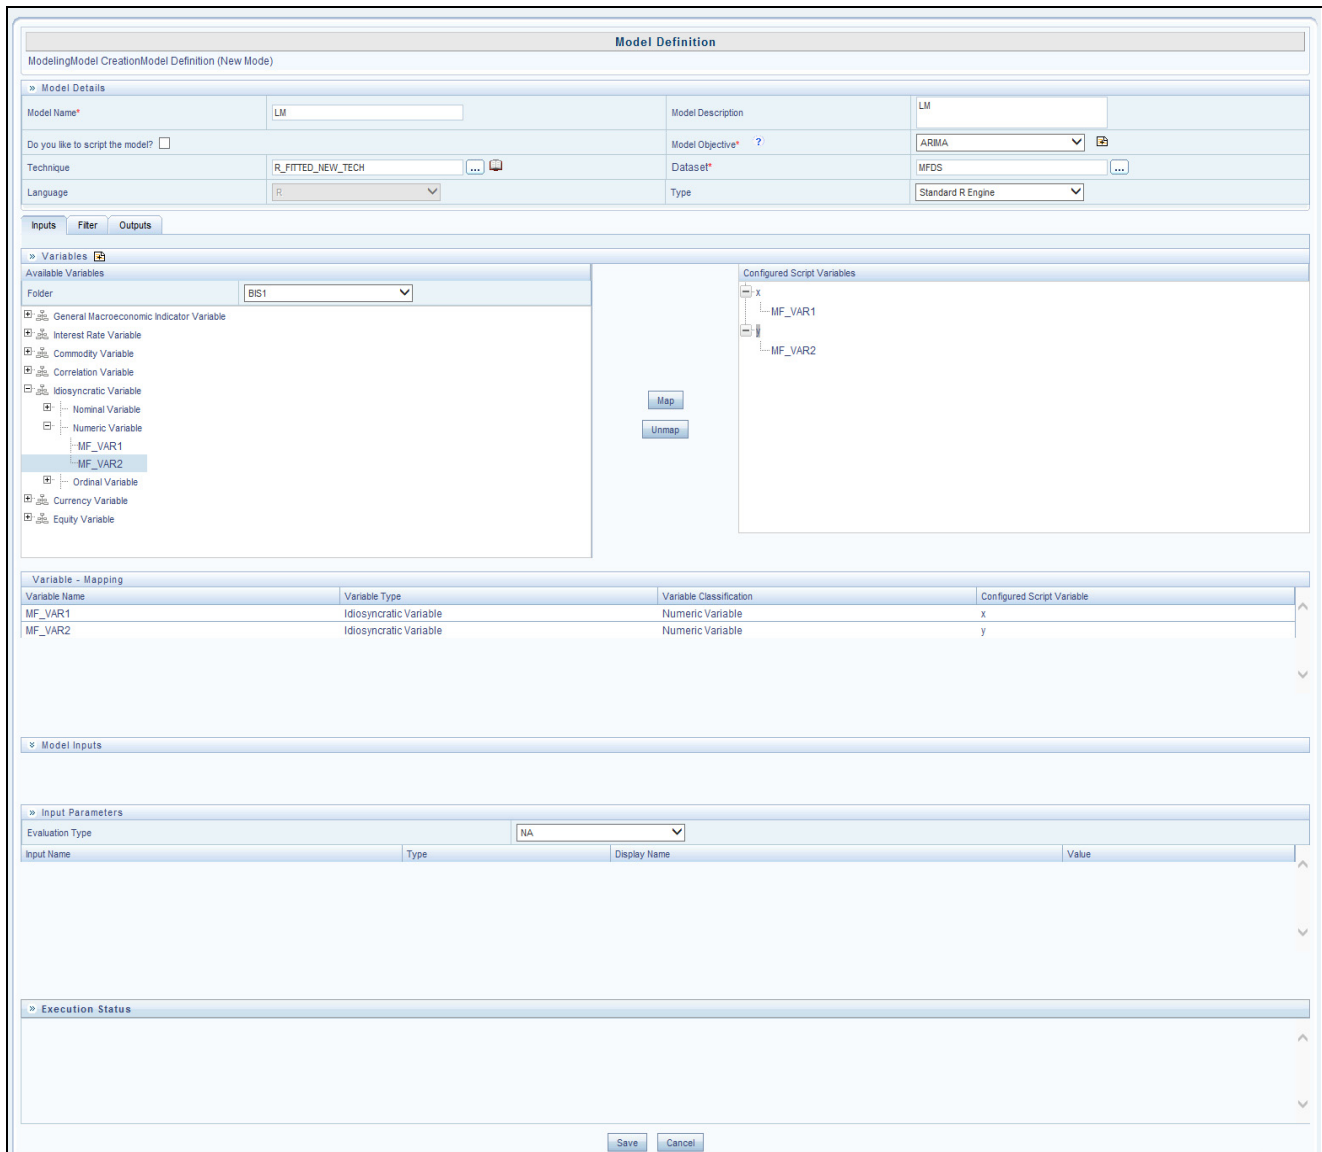 Model Definition
ModelingModel CreationModel Definition (New Mode)
» Model Details
Model Name* LM Model Description LM
Do you like to script the model? Model Objective* ? ARIMA
Technique R_FITTED_NEW_TECH ... Dataset* MFDS ...
Language R Type Standard R Engine
Inputs Filter Outputs
» Variables
Available Variables Configured Script Variables
Folder BIS1
General Macroeconomic Indicator Variable
Interest Rate Variable
Commodity Variable
Correlation Variable
Idiosyncratic Variable
Nominal Variable
Numeric Variable
MF_VAR1
MF_VAR2
Ordinal Variable
Currency Variable
Equity Variable
Map
Unmap
x
MF_VAR1
y
MF_VAR2
Variable - Mapping
Variable Name Variable Type Variable Classification Configured Script Variable
MF_VAR1 Idiosyncratic Variable Numeric Variable x
MF_VAR2 Idiosyncratic Variable Numeric Variable y
Model Inputs
» Input Parameters
Evaluation Type NA
Input Name Type Display Name Value
» Execution Status
Save Cancel